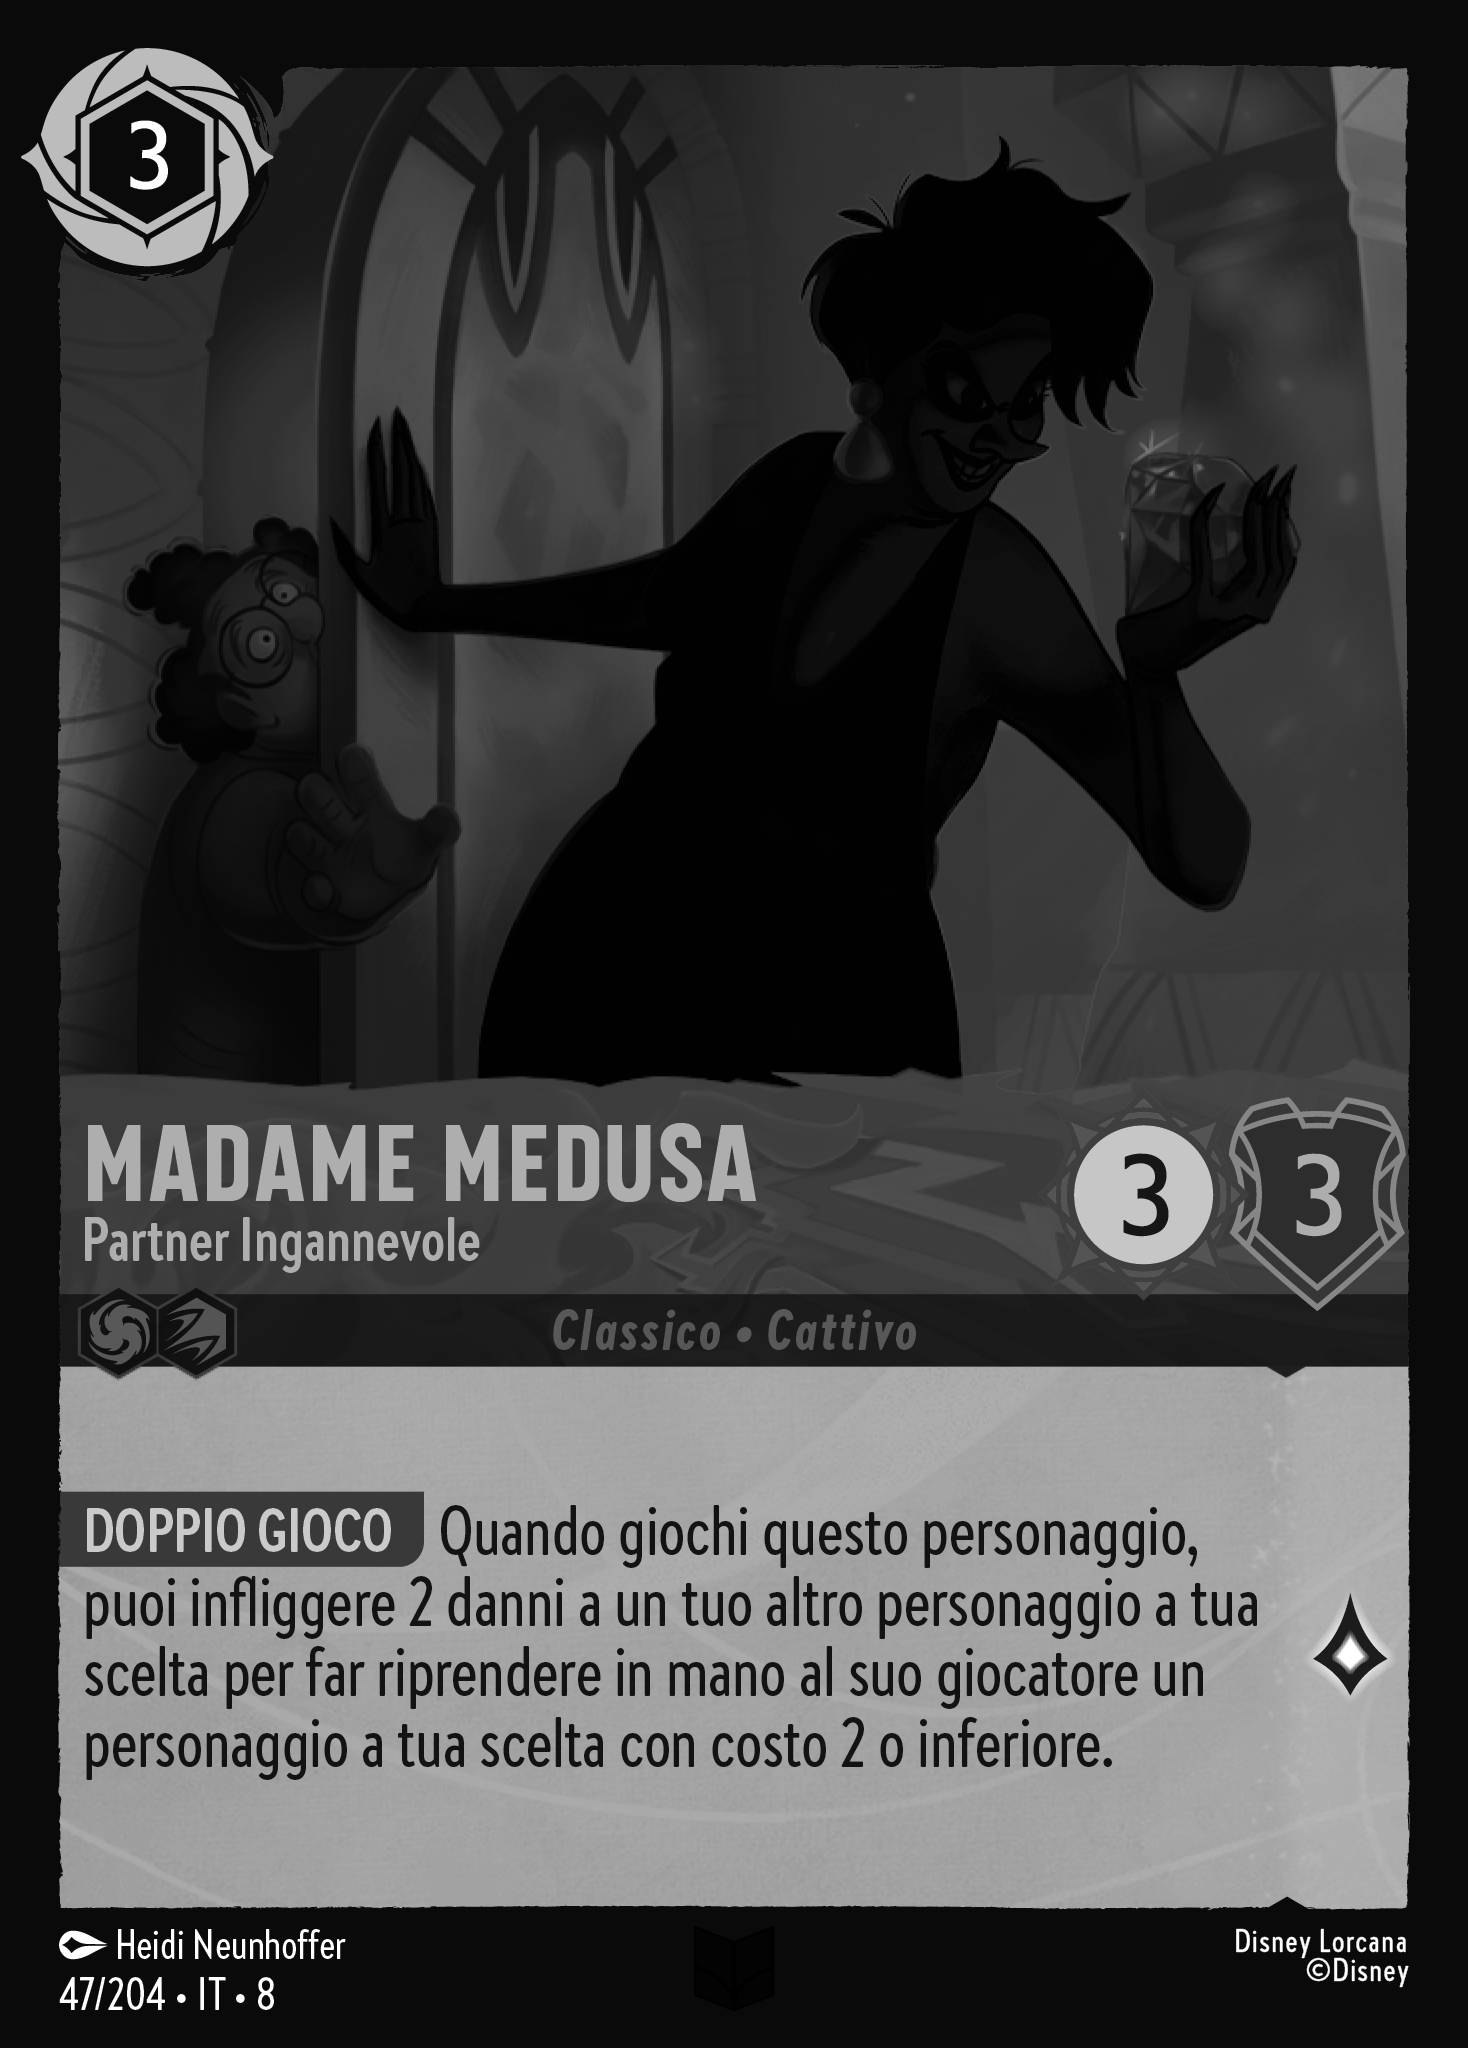 3
MADAME MEDUSA
Partner Ingannevole
3 3
Classico • Cattivo
DOPPIO GIOCO Quando giochi questo personaggio,
puoi infliggere 2 danni a un tuo altro personaggio a tua
scelta per far riprendere in mano al suo giocatore un
personaggio a tua scelta con costo 2 o inferiore.
Heidi Neunhoffer
47/204 • IT • 8
Disney Lorcana
©Disney